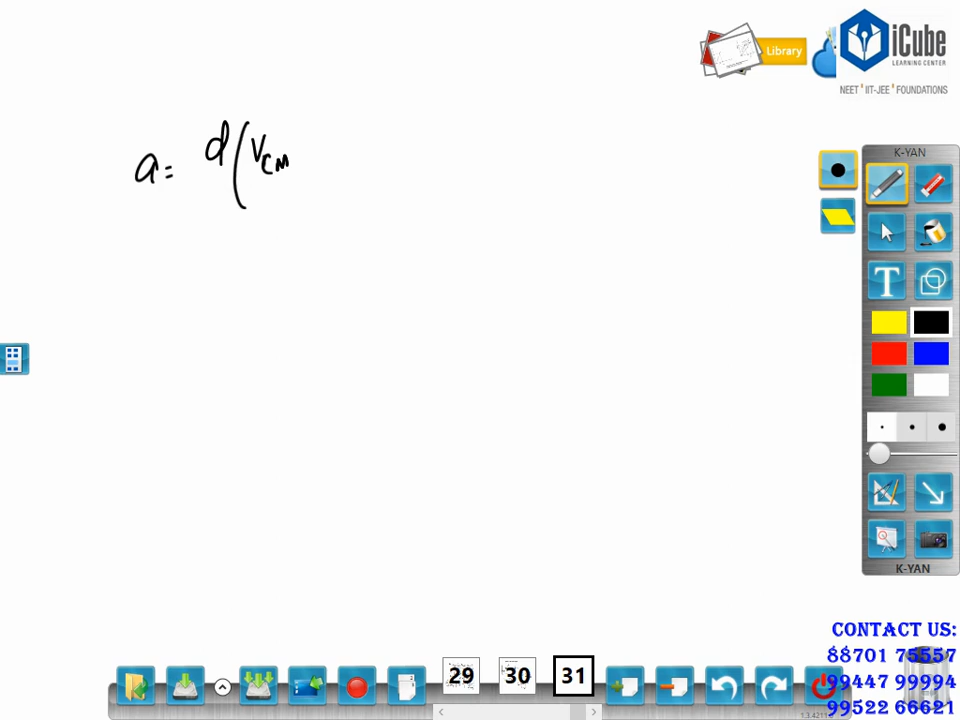 iCube
LEARNING CENTER
NEET ' IIT-JEE ' FOUNDATIONS
Library
a = d(V_CM
K-YAN
T
K-YAN
CONTACT US:
88701 75557
99447 99994
99522 66621
29 30 31